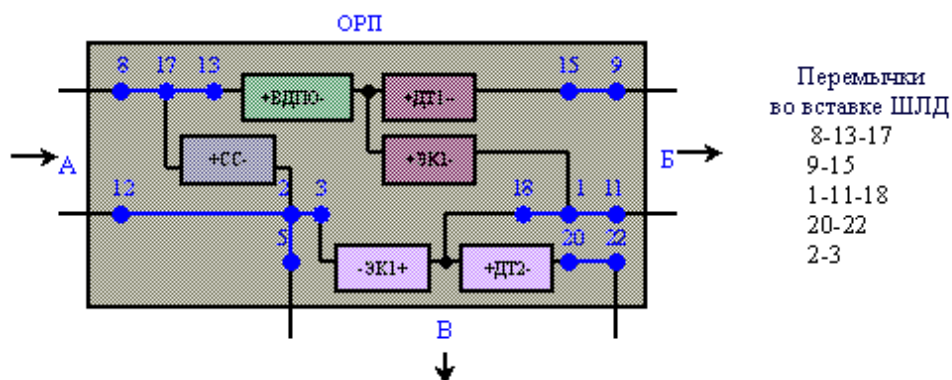 ОРП
8 17 13 15 9
+ВДПО- +ДТ1-
А +СС- +ЭК1- Б
12 2 3 18 1 11
5 20 22
-ЭК1+ +ДТ2-
В
Перемычки
во вставке ШЛД
8-13-17
9-15
1-11-18
20-22
2-3